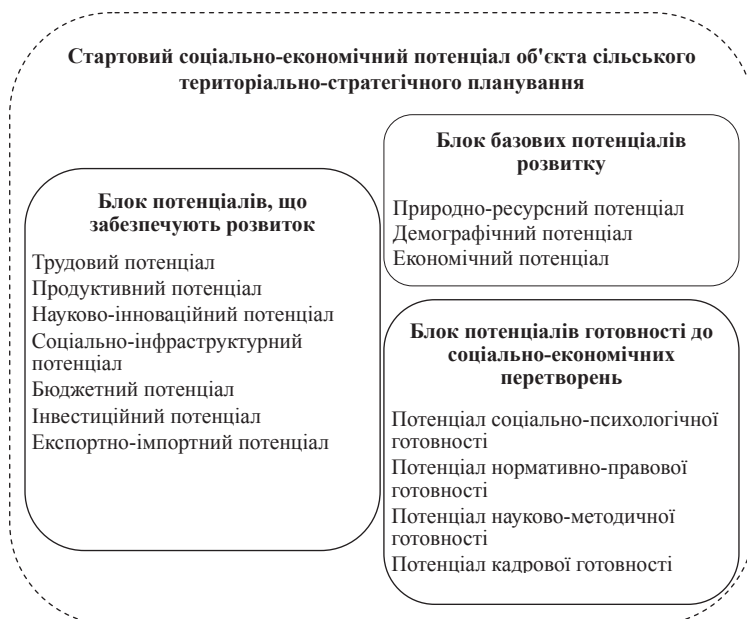 Стартовий соціально-економічний потенціал об'єкта сільського
територіально-стратегічного планування
Блок потенціалів, що
забезпечують розвиток
Трудовий потенціал
Продуктивний потенціал
Науково-інноваційний потенціал
Соціально-інфраструктурний
потенціал
Бюджетний потенціал
Інвестиційний потенціал
Експортно-імпортний потенціал
Блок базових потенціалів
розвитку
Природно-ресурсний потенціал
Демографічний потенціал
Економічний потенціал
Блок потенціалів готовності до
соціально-економічних
перетворень
Потенціал соціально-психологічної
готовності
Потенціал нормативно-правової
готовності
Потенціал науково-методичної
готовності
Потенціал кадрової готовності